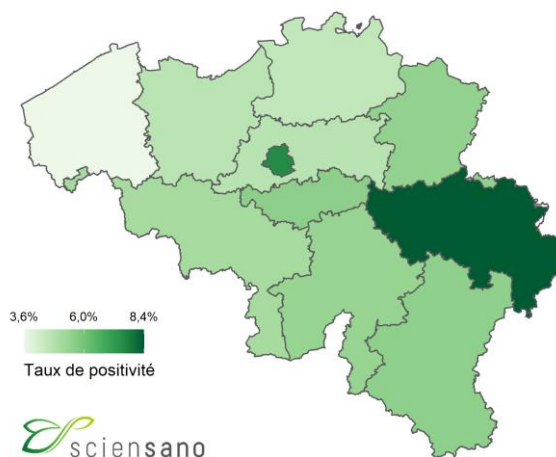 3,6% 6,0% 8,4%
Taux de positivité
sciensano